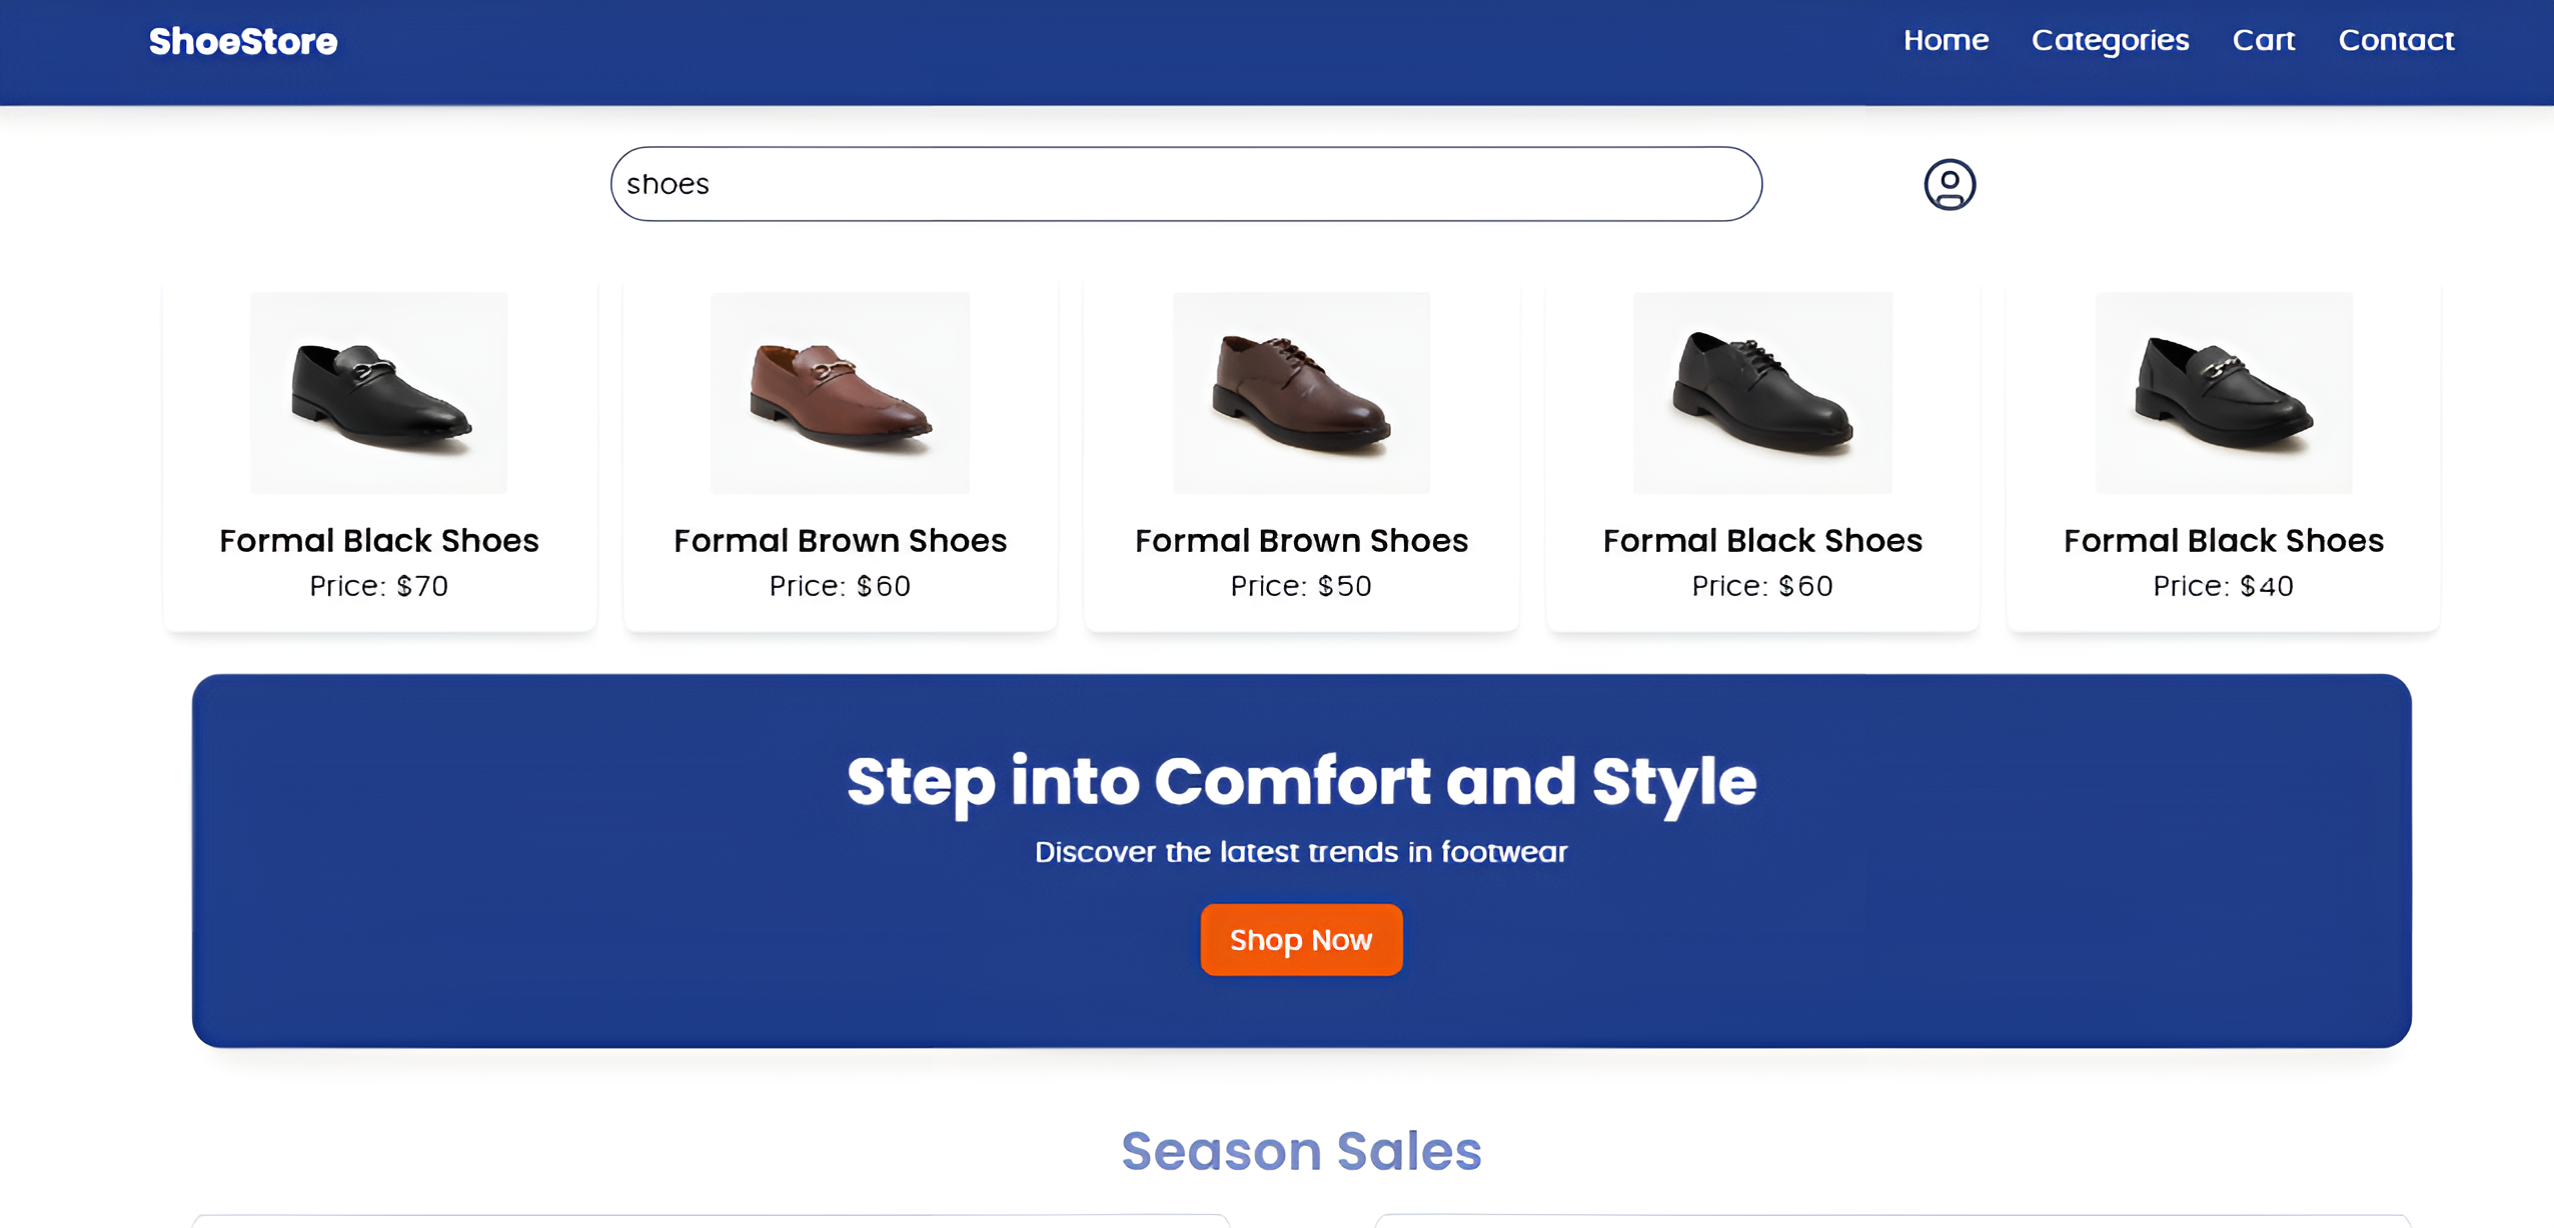 ShoeStore
Home Categories Cart Contact
shoes
Formal Black Shoes
Price: $70
Formal Brown Shoes
Price: $60
Formal Brown Shoes
Price: $50
Formal Black Shoes
Price: $60
Formal Black Shoes
Price: $40
Step into Comfort and Style
Discover the latest trends in footwear
Shop Now
Season Sales